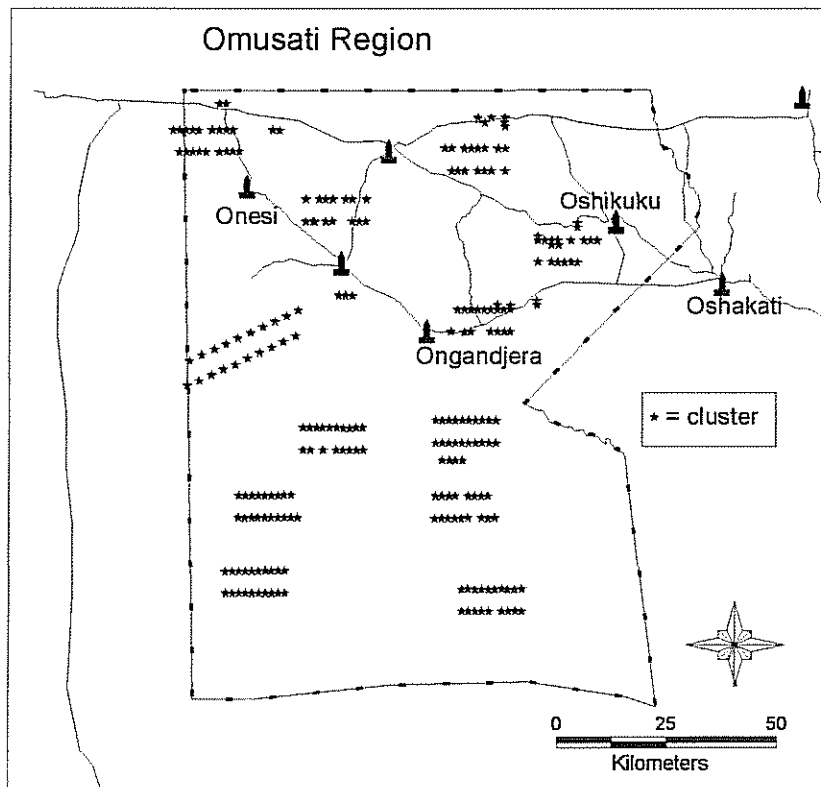 Omusati Region
Oshikuku
Onesi
Oshakati
Ongandjera
★ = cluster
0 25 50
Kilometers